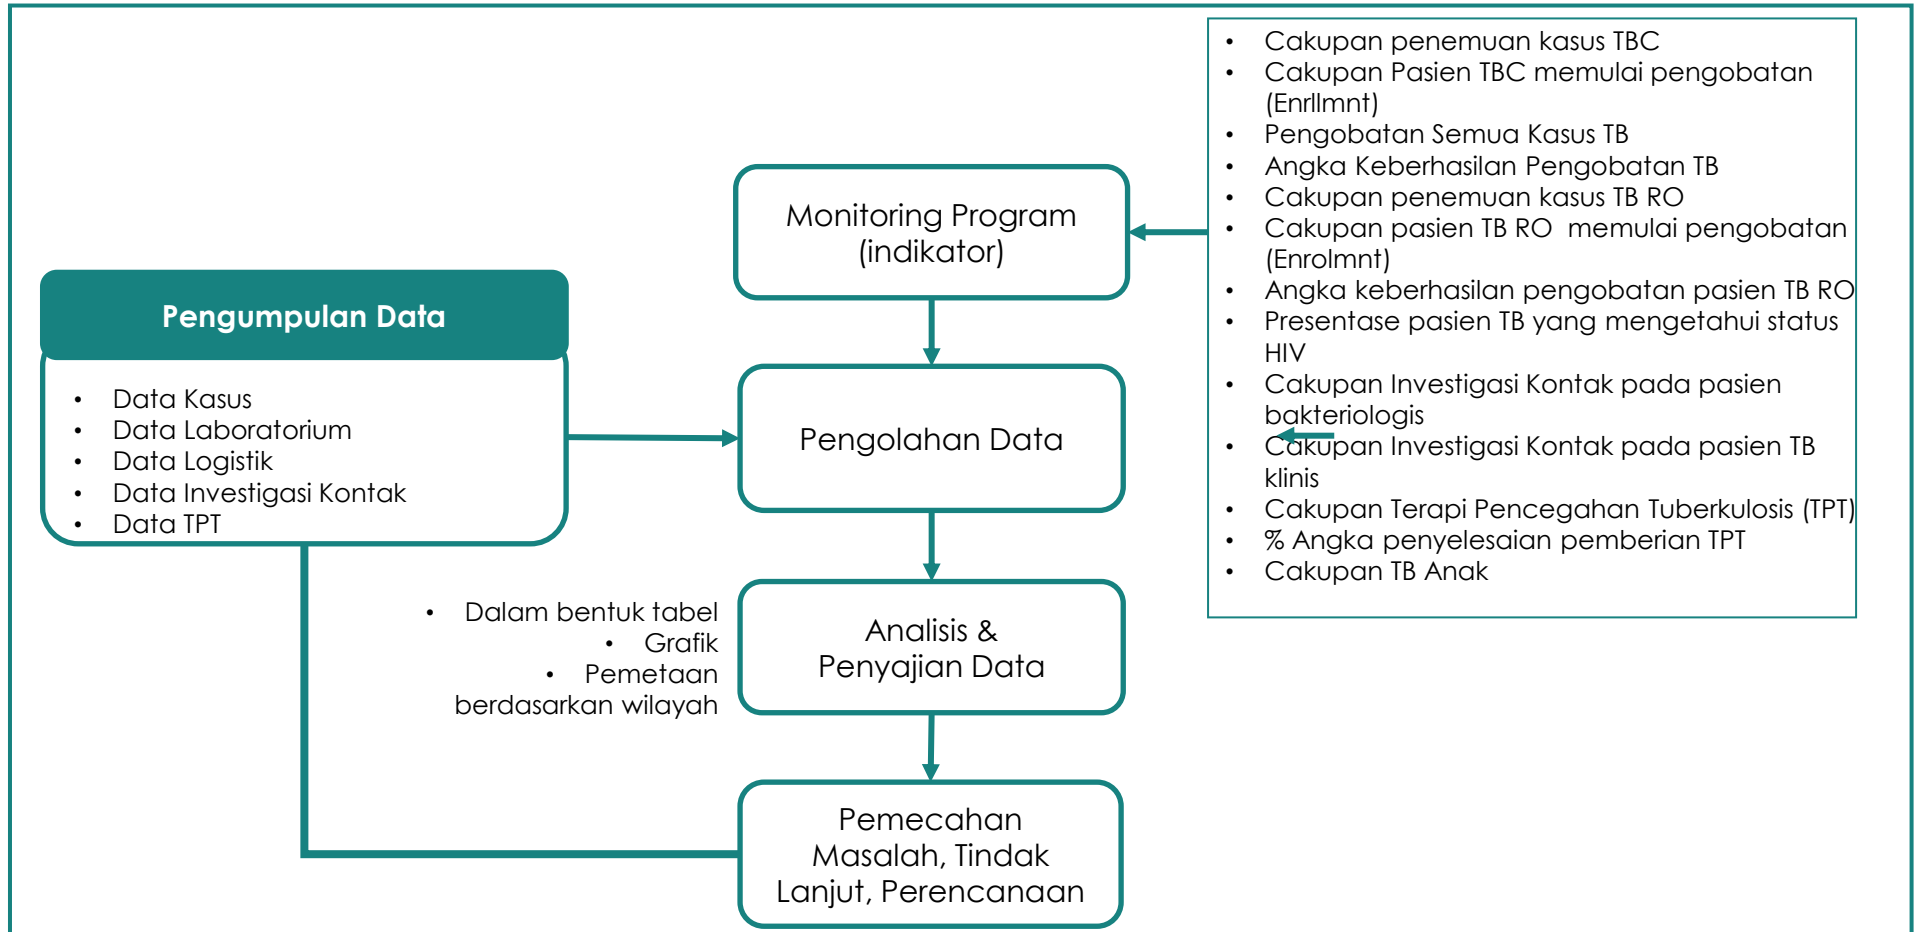 Pengumpulan Data
• Data Kasus
• Data Laboratorium
• Data Logistik
• Data Investigasi Kontak
• Data TPT
Monitoring Program
(indikator)
Pengolahan Data
Analisis &
Penyajian Data
• Dalam bentuk tabel
• Grafik
• Pemetaan
berdasarkan wilayah
Pemecahan
Masalah, Tindak
Lanjut, Perencanaan
• Cakupan penemuan kasus TBC
• Cakupan Pasien TBC memulai pengobatan
(Enrllmnt)
• Pengobatan Semua Kasus TB
• Angka Keberhasilan Pengobatan TB
• Cakupan penemuan kasus TB RO
• Cakupan pasien TB RO memulai pengobatan
(Enrolmnt)
• Angka keberhasilan pengobatan pasien TB RO
• Presentase pasien TB yang mengetahui status
HIV
• Cakupan Investigasi Kontak pada pasien
bakteriologis
• Cakupan Investigasi Kontak pada pasien TB
klinis
• Cakupan Terapi Pencegahan Tuberkulosis (TPT)
• % Angka penyelesaian pemberian TPT
• Cakupan TB Anak